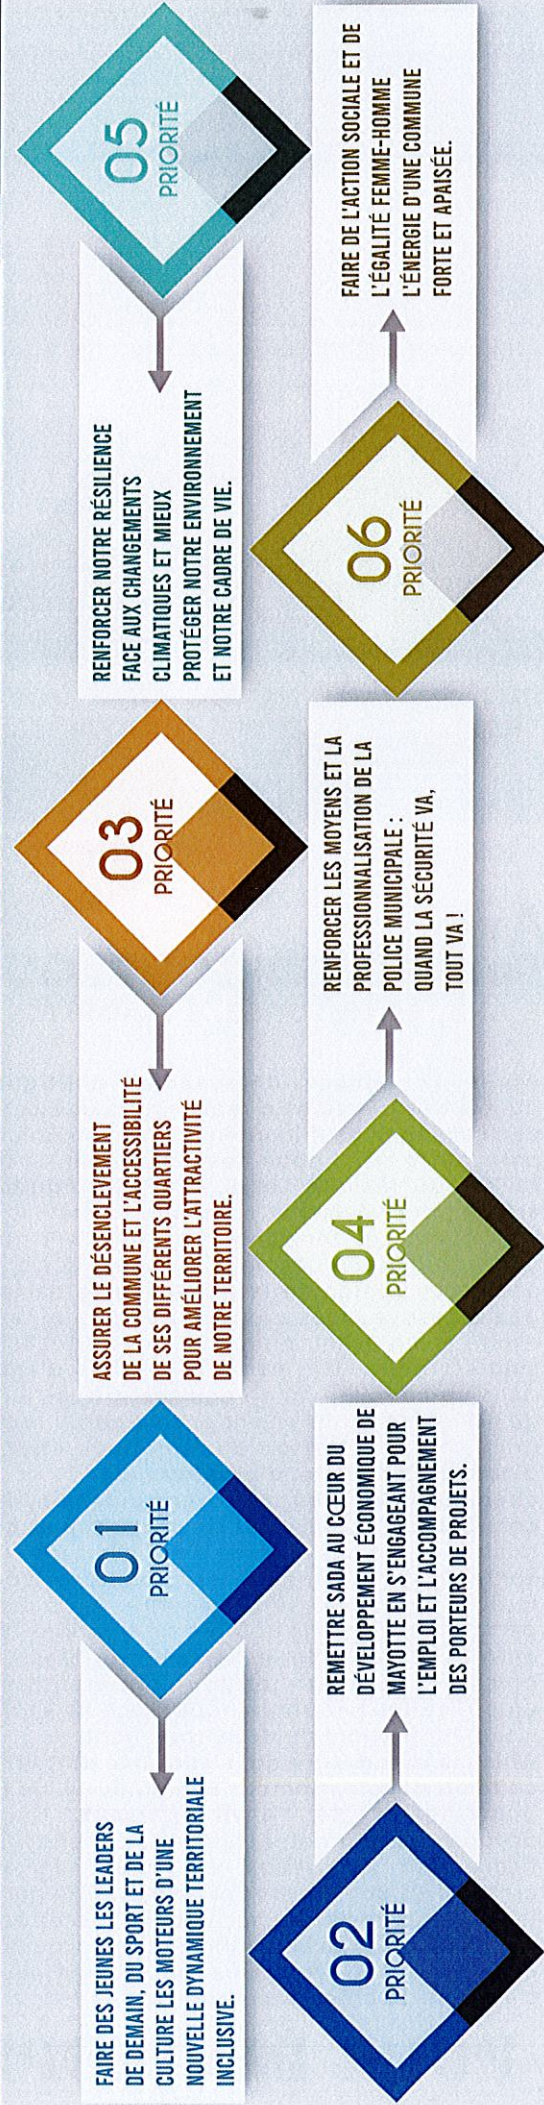 01
PRIORITÉ
FAIRE DES JEUNES LES LEADERS
DE DEMAIN, DU SPORT ET DE LA
CULTURE LES MOTEURS D'UNE
NOUVELLE DYNAMIQUE TERRITORIALE
INCLUSIVE.
02
PRIORITÉ
REMETTRE SADA AU CŒUR DU
DÉVELOPPEMENT ÉCONOMIQUE DE
MAYOTTE EN S'ENGAGEANT POUR
L'EMPLOI ET L'ACCOMPAGNEMENT
DES PORTEURS DE PROJETS.
03
PRIORITÉ
ASSURER LE DÉSENCLEVEMENT
DE LA COMMUNE ET L'ACCESSIBILITÉ
DE SES DIFFÉRENTS QUARTIERS
POUR AMÉLIORER L'ATTRACTIVITÉ
DE NOTRE TERRITOIRE.
04
PRIORITÉ
RENFORCER LES MOYENS ET LA
PROFESSIONNALISATION DE LA
POLICE MUNICIPALE :
QUAND LA SÉCURITÉ VA,
TOUT VA !
05
PRIORITÉ
RENFORCER NOTRE RÉSILIENCE
FACE AUX CHANGEMENTS
CLIMATIQUES ET MIEUX
PROTÉGER NOTRE ENVIRONNEMENT
ET NOTRE CADRE DE VIE.
06
PRIORITÉ
FAIRE DE L'ACTION SOCIALE ET DE
L'ÉGALITÉ FEMME-HOMME
L'ÉNERGIE D'UNE COMMUNE
FORTE ET APAISÉE.